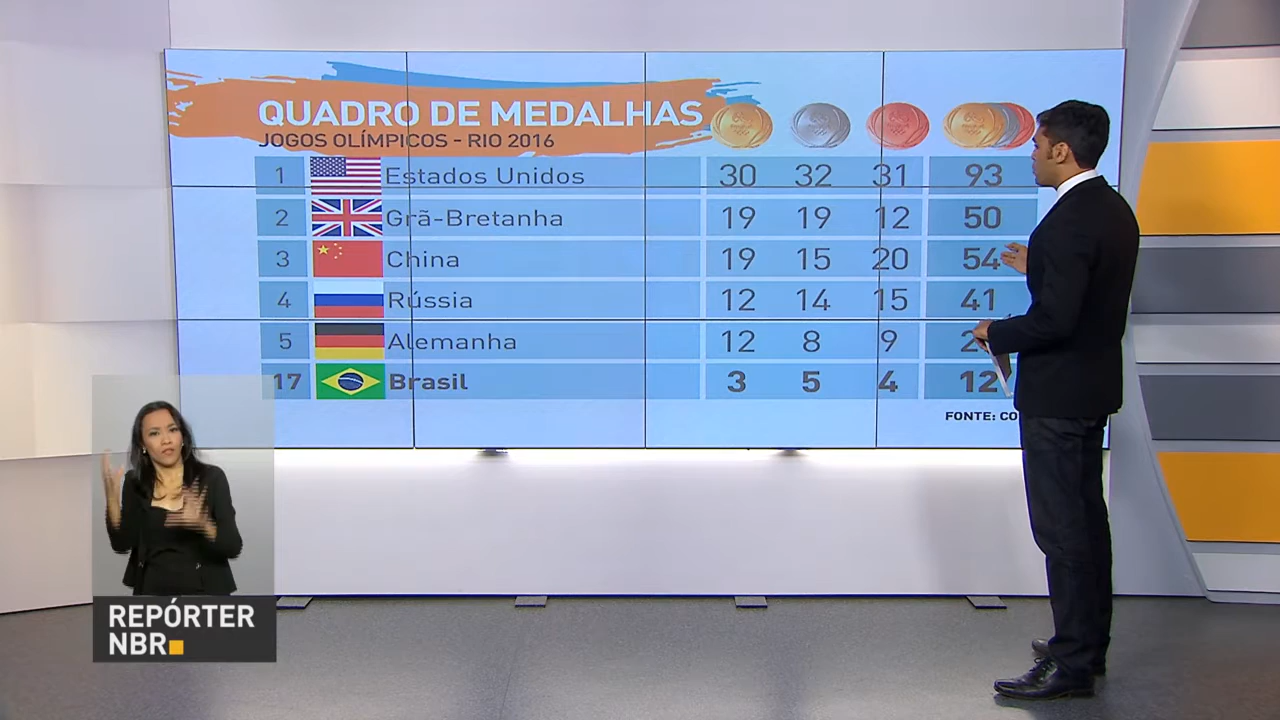 QUADRO DE MEDALHAS
JOGOS OLÍMPICOS - RIO 2016
1 Estados Unidos 30 32 31 93
2 Grã-Bretanha 19 19 12 50
3 China 19 15 20 54
4 Rússia 12 14 15 41
5 Alemanha 12 8 9
17 Brasil 3 5 4 12
FONTE:
REPÓRTER
NBR